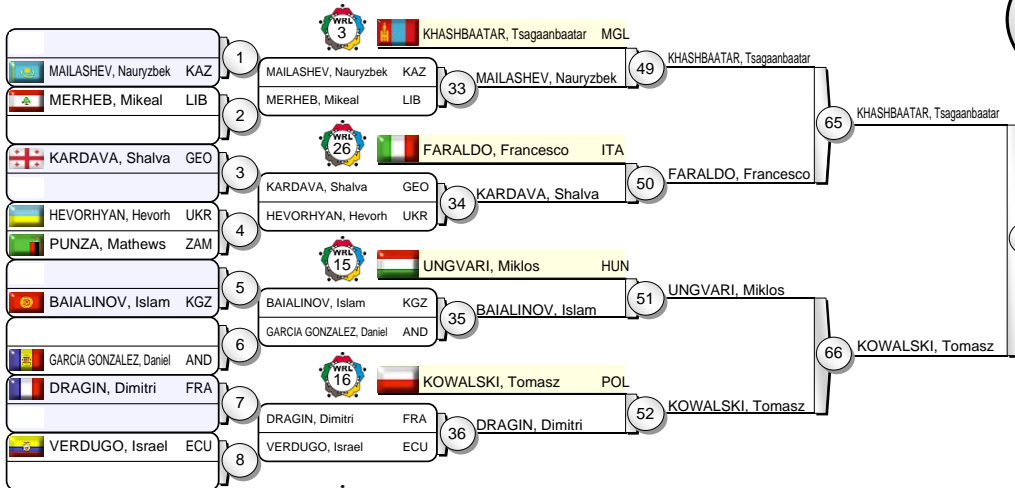 WRL
3
KHASHBAATAR, Tsagaanbaatar MGL
1
MAILASHEV, Nauryzbek KAZ
MERHEB, Mikeal LIB
2
MAILASHEV, Nauryzbek KAZ
MERHEB, Mikeal LIB
33
MAILASHEV, Nauryzbek
49
KHASHBAATAR, Tsagaanbaatar
65
KHASHBAATAR, Tsagaanbaatar
WRL
26
FARALDO, Francesco ITA
KARDAVA, Shalva GEO
3
HEVORHYAN, Hevorh UKR
4
PUNZA, Mathews ZAM
KARDAVA, Shalva GEO
HEVORHYAN, Hevorh UKR
34
KARDAVA, Shalva
50
FARALDO, Francesco
WRL
15
UNGVARI, Miklos HUN
5
BAIALINOV, Islam KGZ
6
GARCIA GONZALEZ, Daniel AND
BAIALINOV, Islam KGZ
GARCIA GONZALEZ, Daniel AND
35
BAIALINOV, Islam
51
UNGVARI, Miklos
66
KOWALSKI, Tomasz
WRL
16
KOWALSKI, Tomasz POL
DRAGIN, Dimitri FRA
7
VERDUGO, Israel ECU
8
DRAGIN, Dimitri FRA
VERDUGO, Israel ECU
36
DRAGIN, Dimitri
52
KOWALSKI, Tomasz